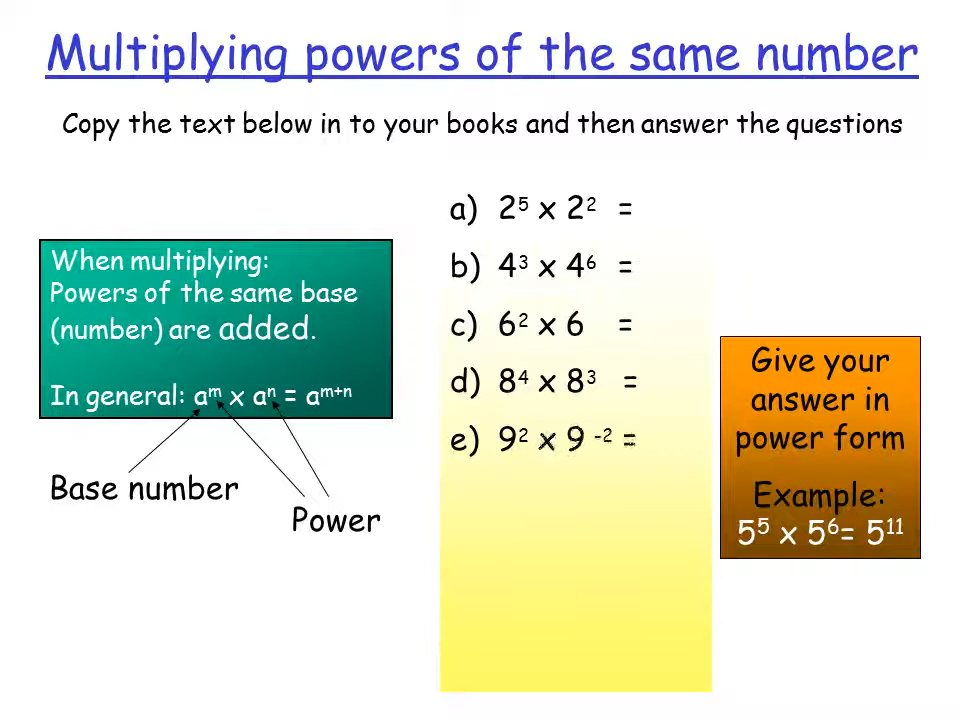 Multiplying powers of the same number
Copy the text below in to your books and then answer the questions
When multiplying:
Powers of the same base
(number) are added.
In general: aᵐ x aⁿ = aᵐ⁺ⁿ
Base number
Power
a) 2⁵ x 2² =
b) 4³ x 4⁶ =
c) 6² x 6 =
d) 8⁴ x 8³ =
e) 9² x 9 ⁻² =
Give your
answer in
power form
Example:
5⁵ x 5⁶= 5¹¹